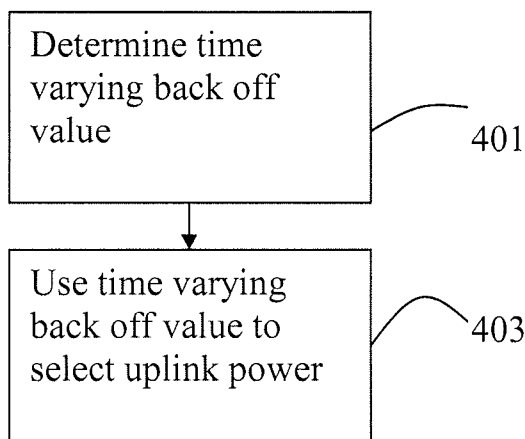 Determine time
varying back off
value
401
Use time varying
back off value to
select uplink power
403